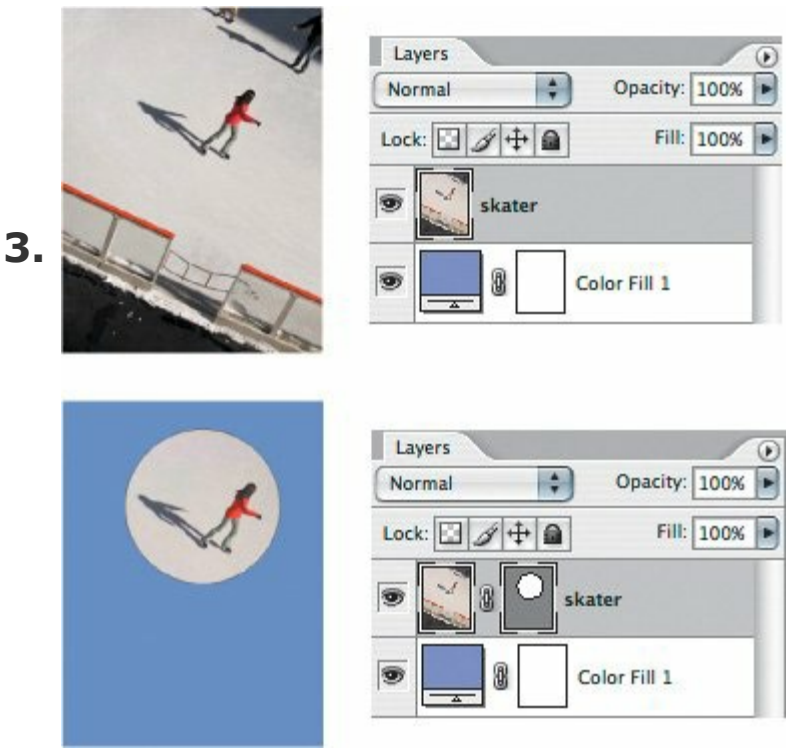 3.
Layers
Normal Opacity: 100%
Lock: Fill: 100%
skater
Color Fill 1
Layers
Normal Opacity: 100%
Lock: Fill: 100%
skater
Color Fill 1